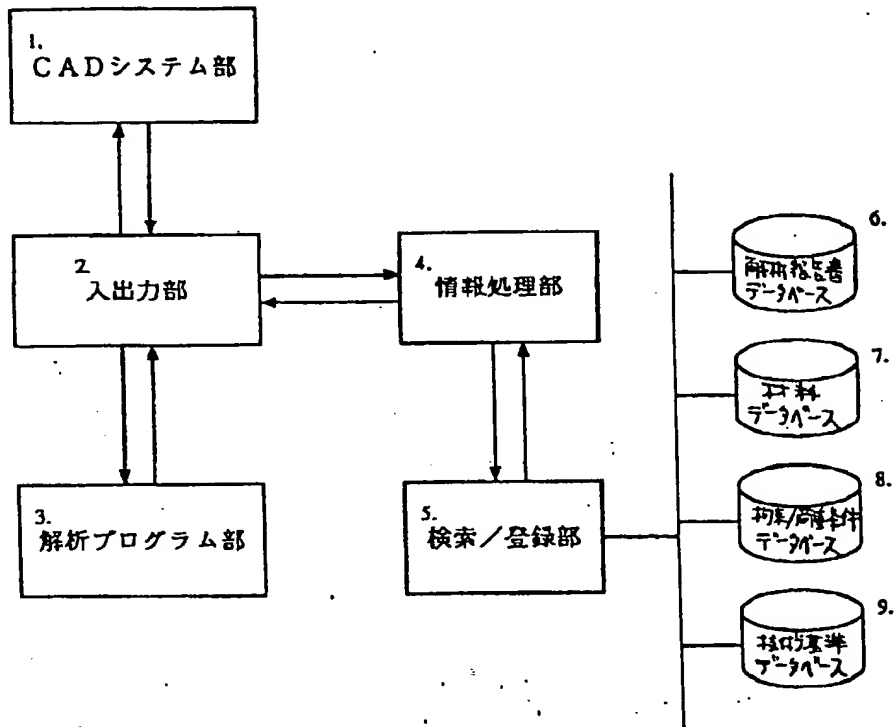 1.
CADシステム部
2
入出力部
3.
解析プログラム部
4.
情報処理部
5.
検索／登録部
6.
解析報告書
データベース
7.
材料
データベース
8.
拘束/荷重条件
データベース
9.
技術基準
データベース